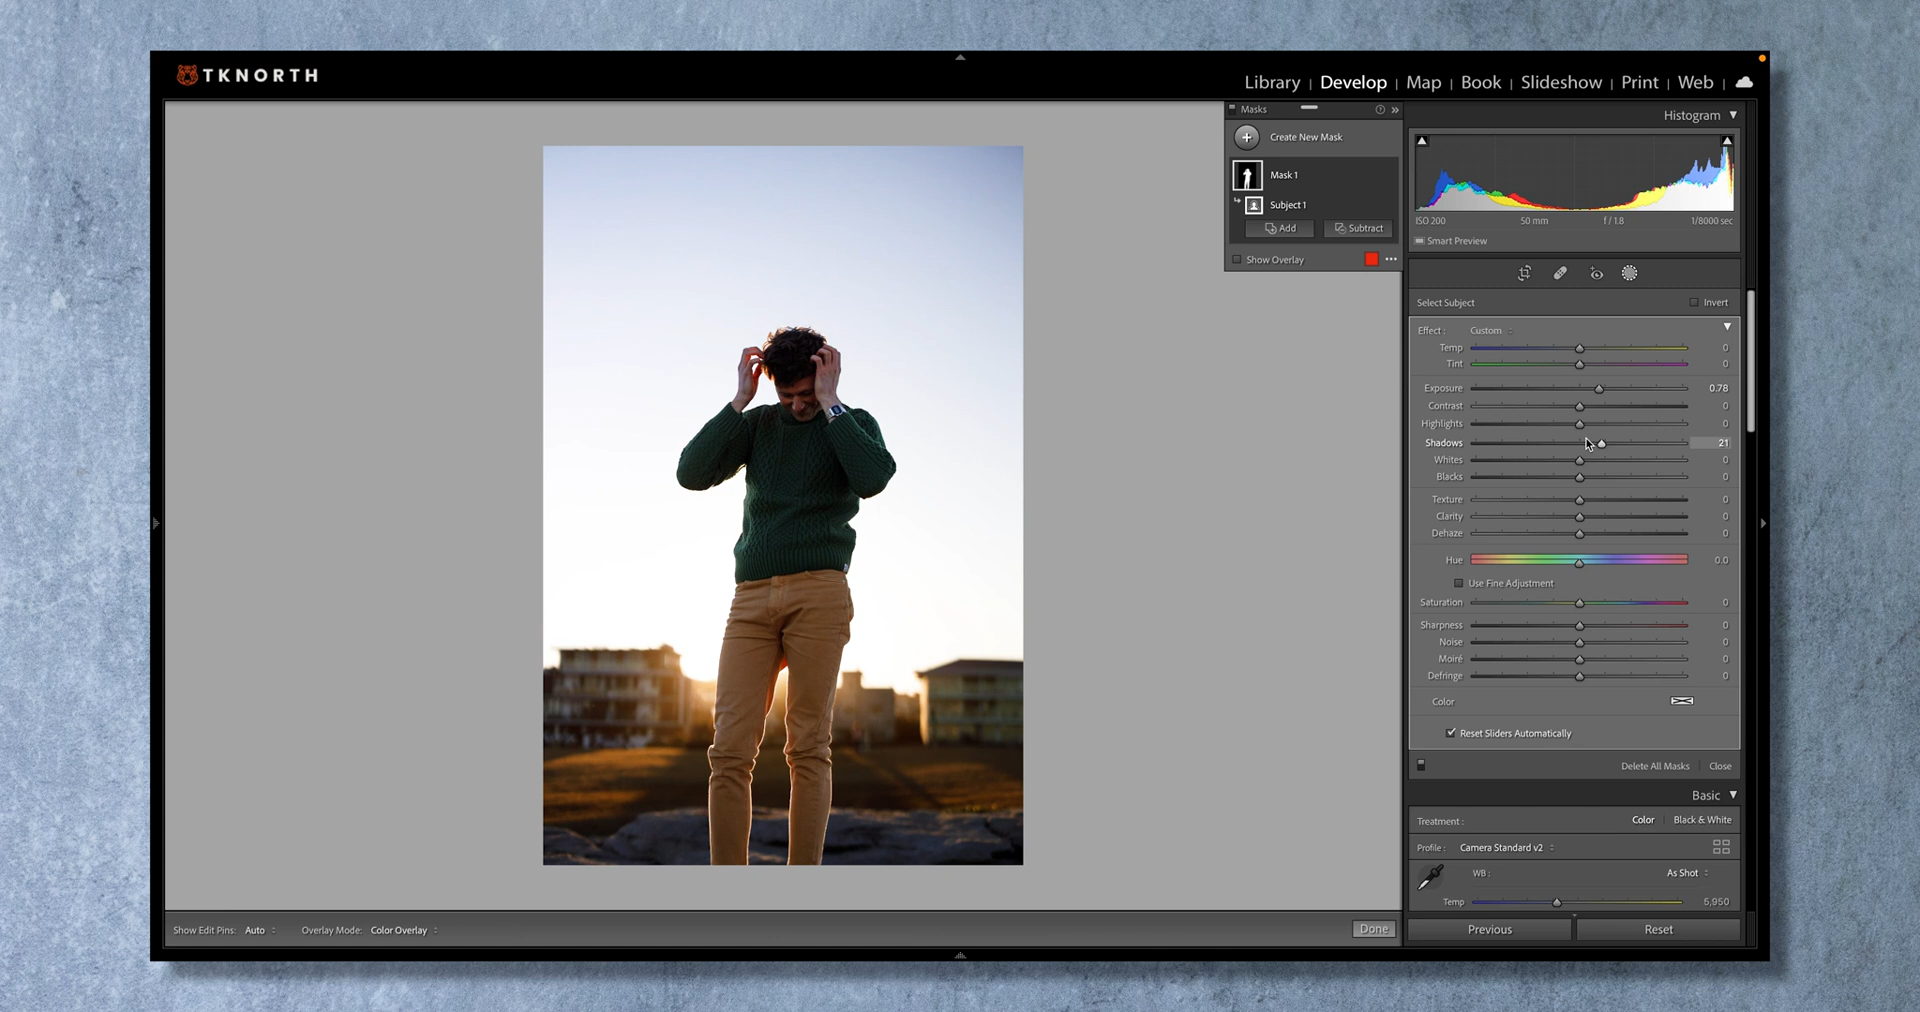 TKNORTH
Library | Develop | Map | Book | Slideshow | Print | Web |
Masks
Create New Mask
Mask 1
Subject 1
Add Subtract
Show Overlay
Histogram
ISO 200 50 mm f / 1.8 1/8000 sec
Smart Preview
Select Subject Invert
Effect : Custom
Temp 0
Tint 0
Exposure 0.78
Contrast 0
Highlights 0
Shadows 21
Whites 0
Blacks 0
Texture 0
Clarity 0
Dehaze 0
Hue 0.0
Use Fine Adjustment
Saturation 0
Sharpness 0
Noise 0
Moiré 0
Defringe 0
Color
Reset Sliders Automatically
Delete All Masks Close
Basic
Treatment : Color Black & White
Profile : Camera Standard v2
WB : As Shot
Temp 5,950
Show Edit Pins: Auto Overlay Mode: Color Overlay Done
Previous Reset